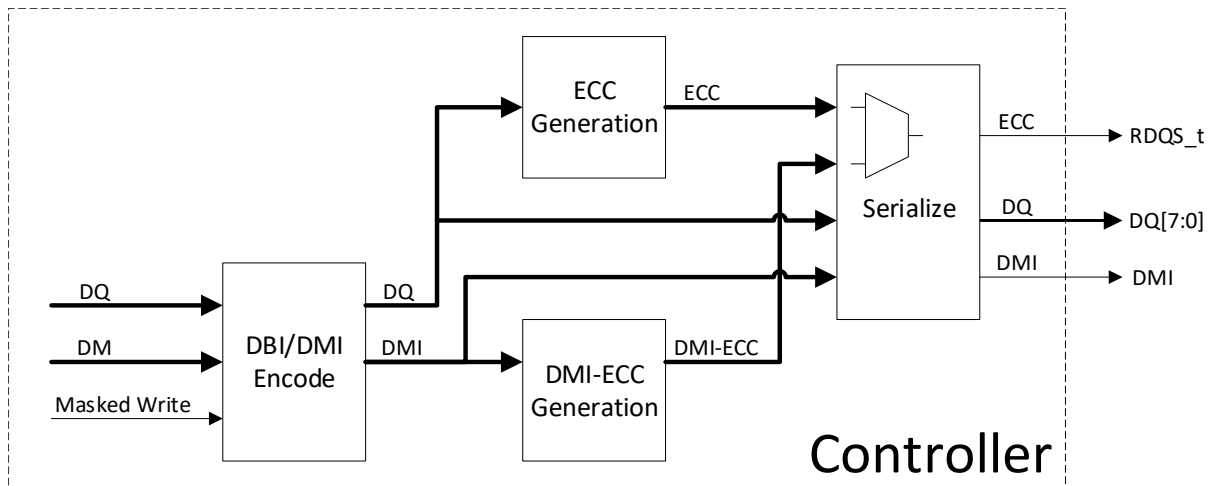 ECC
Generation
ECC
ECC
RDQS_t
Serialize
DQ
DQ[7:0]
DMI
DMI
DQ
DQ
DM
DBI/DMI
Encode
DMI
DMI-ECC
DMI-ECC
Generation
Masked Write
Controller